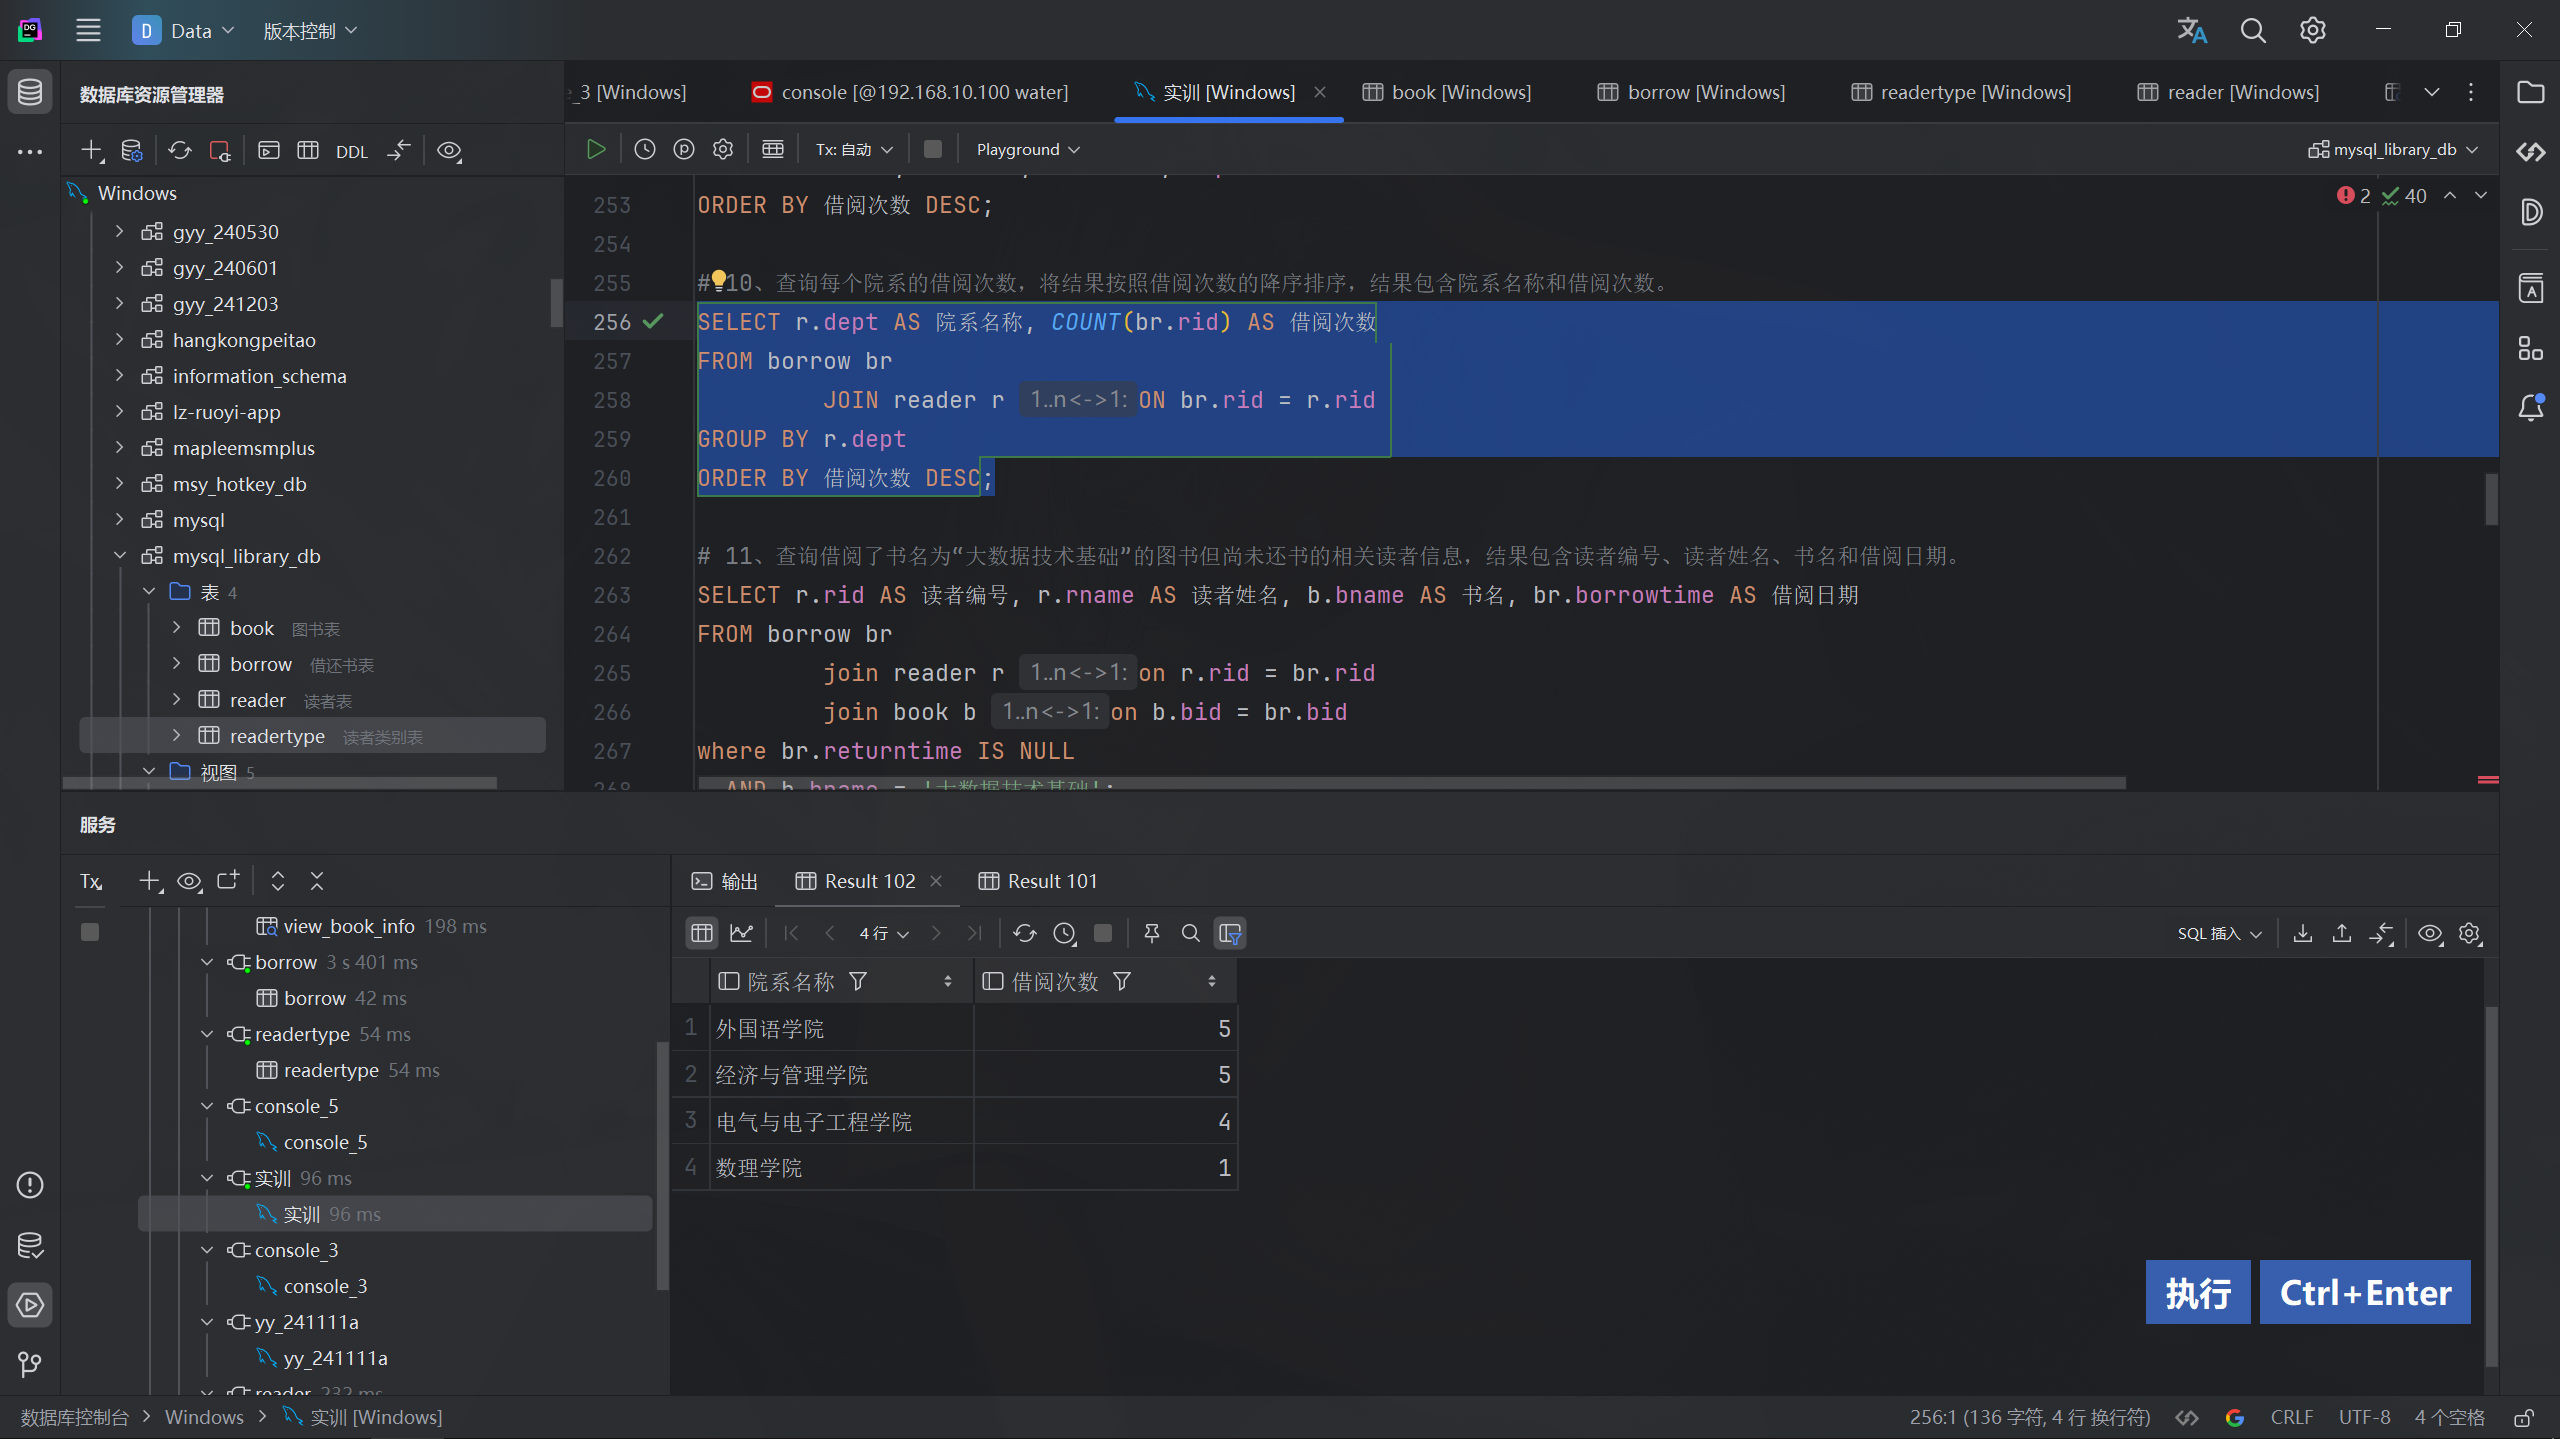 D Data 版本控制
数据库资源管理器
_3 [Windows] console [@192.168.10.100 water] 实训 [Windows] book [Windows] borrow [Windows] readertype [Windows] reader [Windows]
DDL
Tx: 自动 Playground mysql_library_db
Windows
gyy_240530
gyy_240601
gyy_241203
hangkongpeitao
information_schema
lz-ruoyi-app
mapleemsmplus
msy_hotkey_db
mysql
mysql_library_db
表 4
book 图书表
borrow 借还书表
reader 读者表
readertype 读者类别表
视图 5
2 40
253 ORDER BY 借阅次数 DESC;
254
255 # 10、查询每个院系的借阅次数，将结果按照借阅次数的降序排序，结果包含院系名称和借阅次数。
256 SELECT r.dept AS 院系名称, COUNT(br.rid) AS 借阅次数
257 FROM borrow br
258 JOIN reader r 1..n<->1: ON br.rid = r.rid
259 GROUP BY r.dept
260 ORDER BY 借阅次数 DESC;
261
262 # 11、查询借阅了书名为“大数据技术基础”的图书但尚未还书的相关读者信息，结果包含读者编号、读者姓名、书名和借阅日期。
263 SELECT r.rid AS 读者编号, r.rname AS 读者姓名, b.bname AS 书名, br.borrowtime AS 借阅日期
264 FROM borrow br
265 join reader r 1..n<->1: on r.rid = br.rid
266 join book b 1..n<->1: on b.bid = br.bid
267 where br.returntime IS NULL
268 AND b.bname = '大数据技术基础';
服务
Tx
输出 Result 102 Result 101
4 行 SQL 插入
view_book_info 198 ms
borrow 3 s 401 ms
borrow 42 ms
readertype 54 ms
readertype 54 ms
console_5
console_5
实训 96 ms
实训 96 ms
console_3
console_3
yy_241111a
yy_241111a
reader 232 ms
院系名称 借阅次数
1 外国语学院 5
2 经济与管理学院 5
3 电气与电子工程学院 4
4 数理学院 1
执行 Ctrl+Enter
数据库控制台 Windows 实训 [Windows]
256:1 (136 字符, 4 行 换行符) CRLF UTF-8 4 个空格